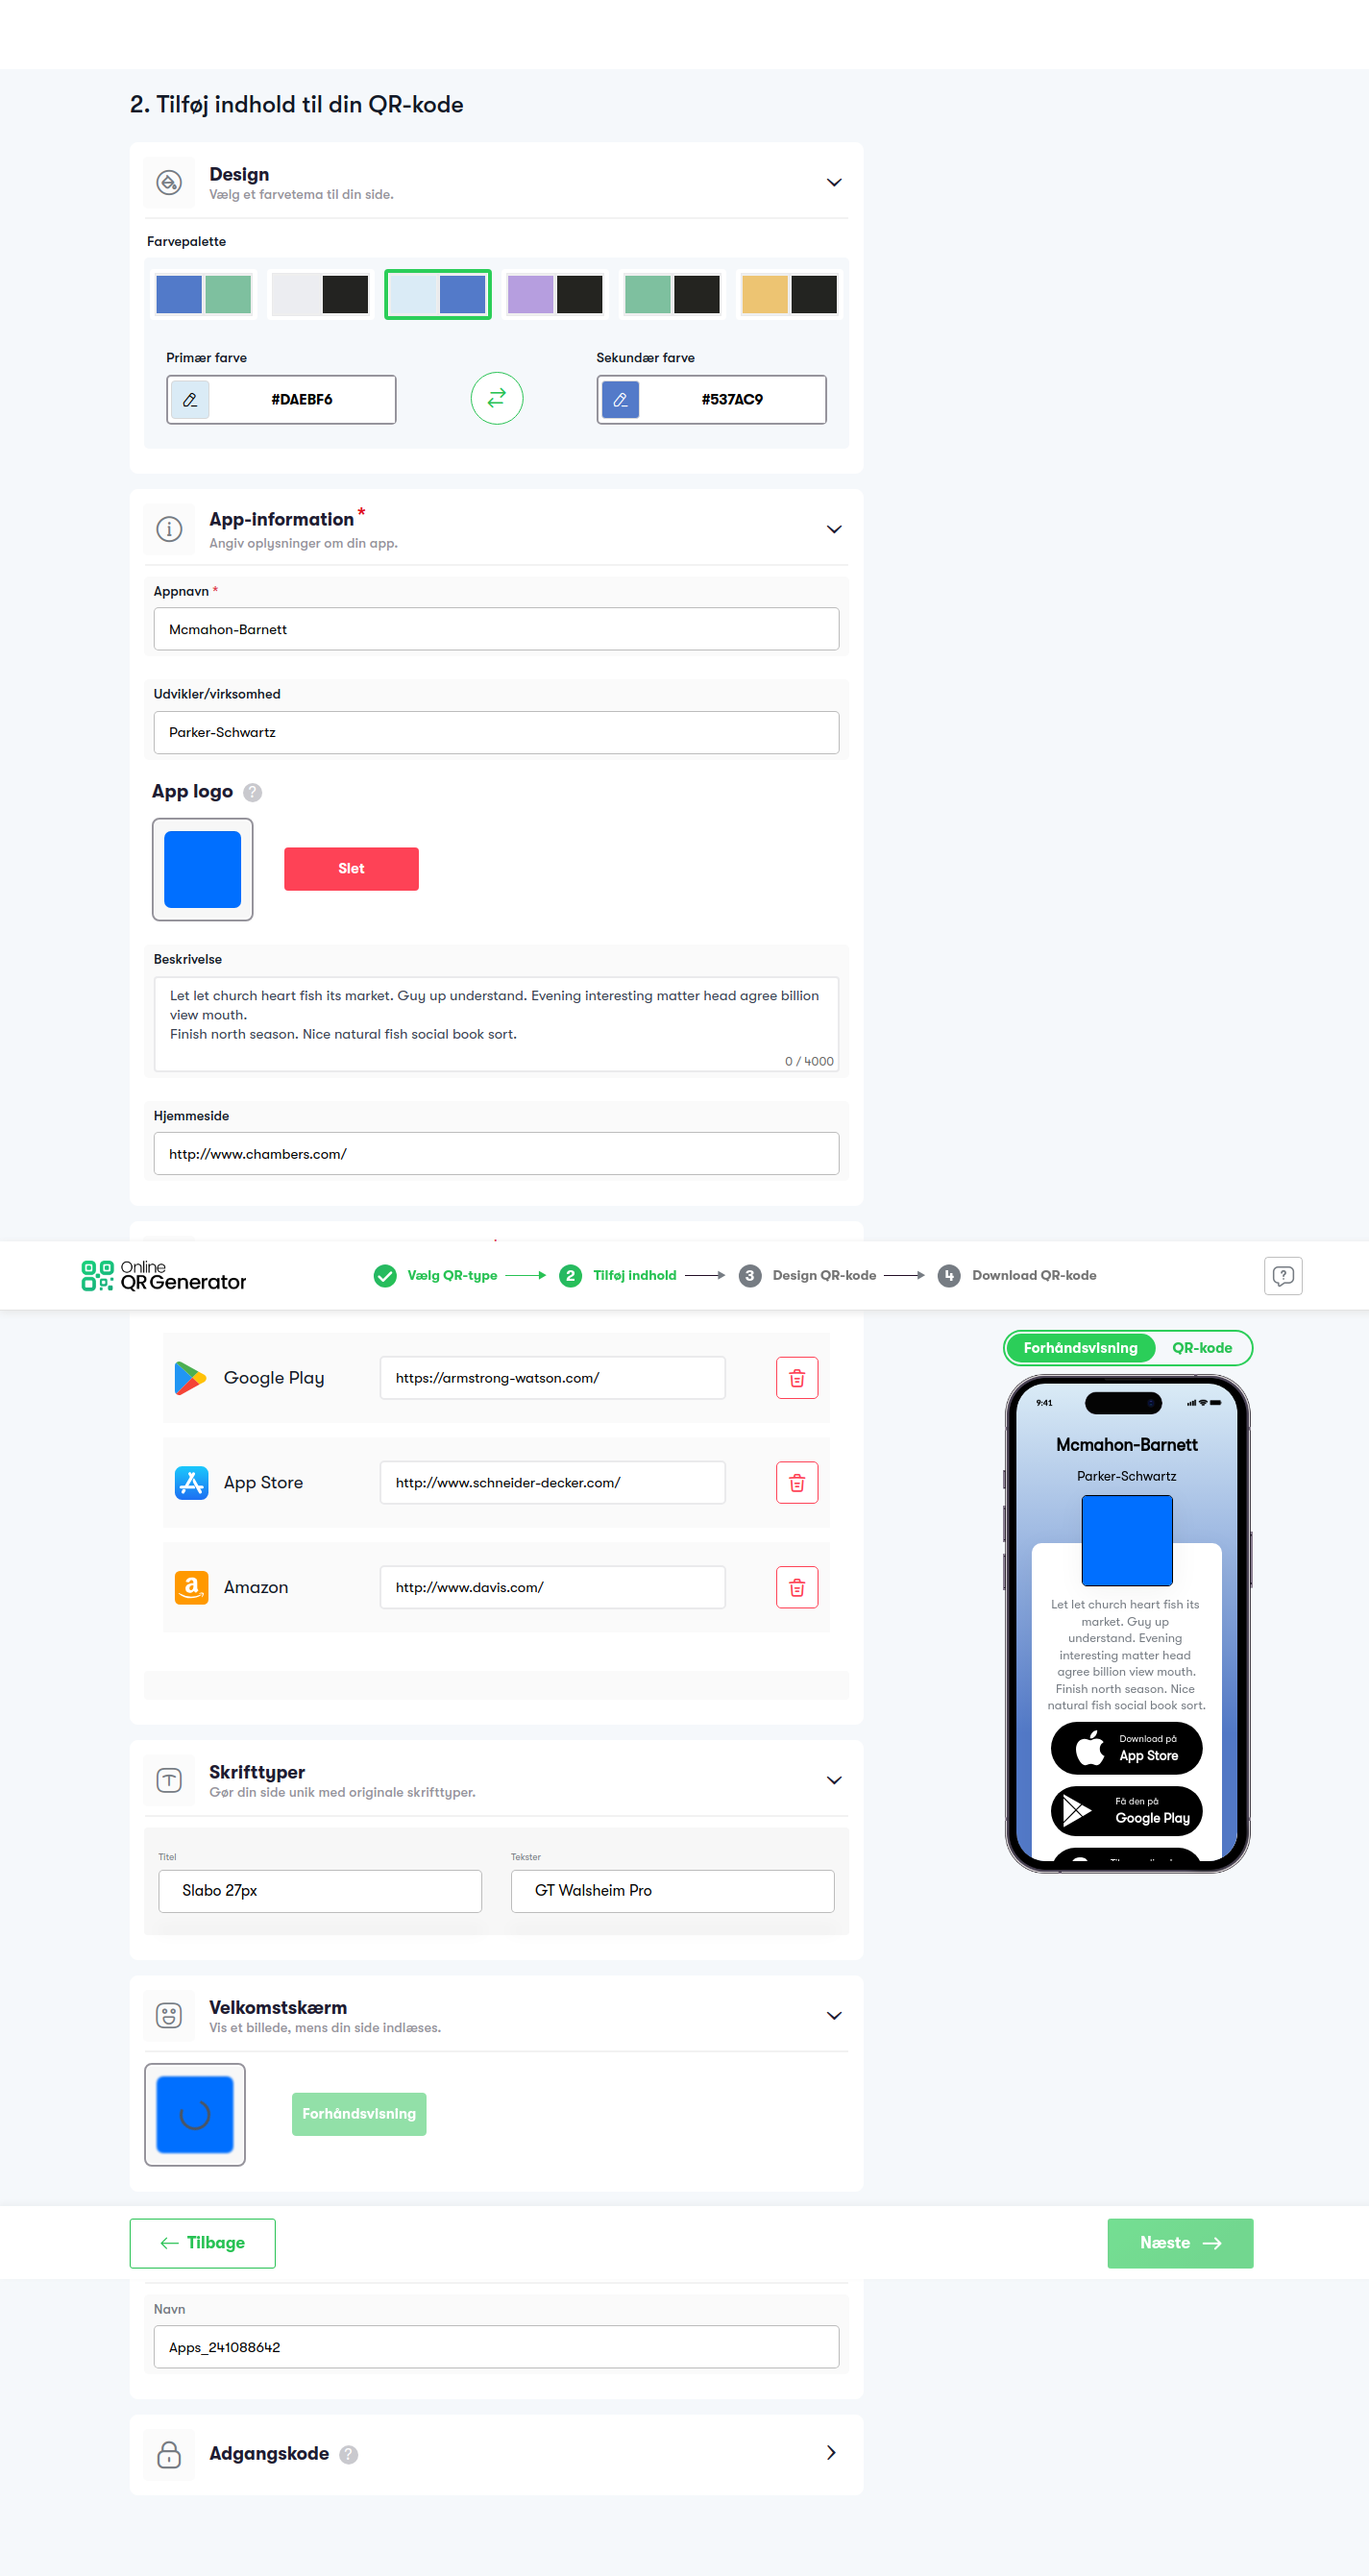 2. Tilføj indhold til din QR-kode
Design
Vælg et farvetema til din side.
Farvepalette
Primær farve
Sekundær farve
#DAEBF6
#537AC9
App-information *
Angiv oplysninger om din app.
Appnavn *
Mcmahon-Barnett
Udvikler/virksomhed
Parker-Schwartz
App logo ?
Slet
Beskrivelse
Let let church heart fish its market. Guy up understand. Evening interesting matter head agree billion
view mouth.
Finish north season. Nice natural fish social book sort.
0 / 4000
Hjemmeside
http://www.chambers.com/
Online
QR Generator
Vælg QR-type
2 Tilføj indhold
3 Design QR-kode
4 Download QR-kode
Google Play
https://armstrong-watson.com/
App Store
http://www.schneider-decker.com/
Amazon
http://www.davis.com/
Forhåndsvisning
QR-kode
9:41
Mcmahon-Barnett
Parker-Schwartz
Let let church heart fish its
market. Guy up
understand. Evening
interesting matter head
agree billion view mouth.
Finish north season. Nice
natural fish social book sort.
Download på
App Store
Få den på
Google Play
Skrifttyper
Gør din side unik med originale skrifttyper.
Titel
Tekster
Slabo 27px
GT Walsheim Pro
Velkomstskærm
Vis et billede, mens din side indlæses.
Forhåndsvisning
Tilbage
Næste
Navn
Apps_241088642
Adgangskode ?